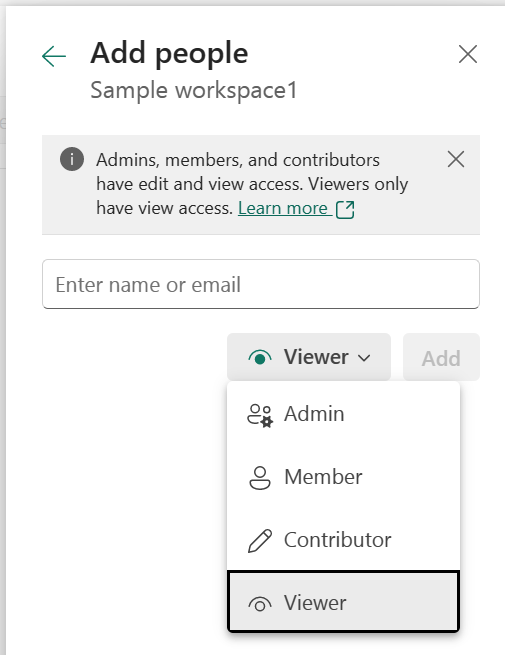 Add people
Sample workspace1
Admins, members, and contributors
have edit and view access. Viewers only
have view access. Learn more
Enter name or email
Viewer
Add
Admin
Member
Contributor
Viewer